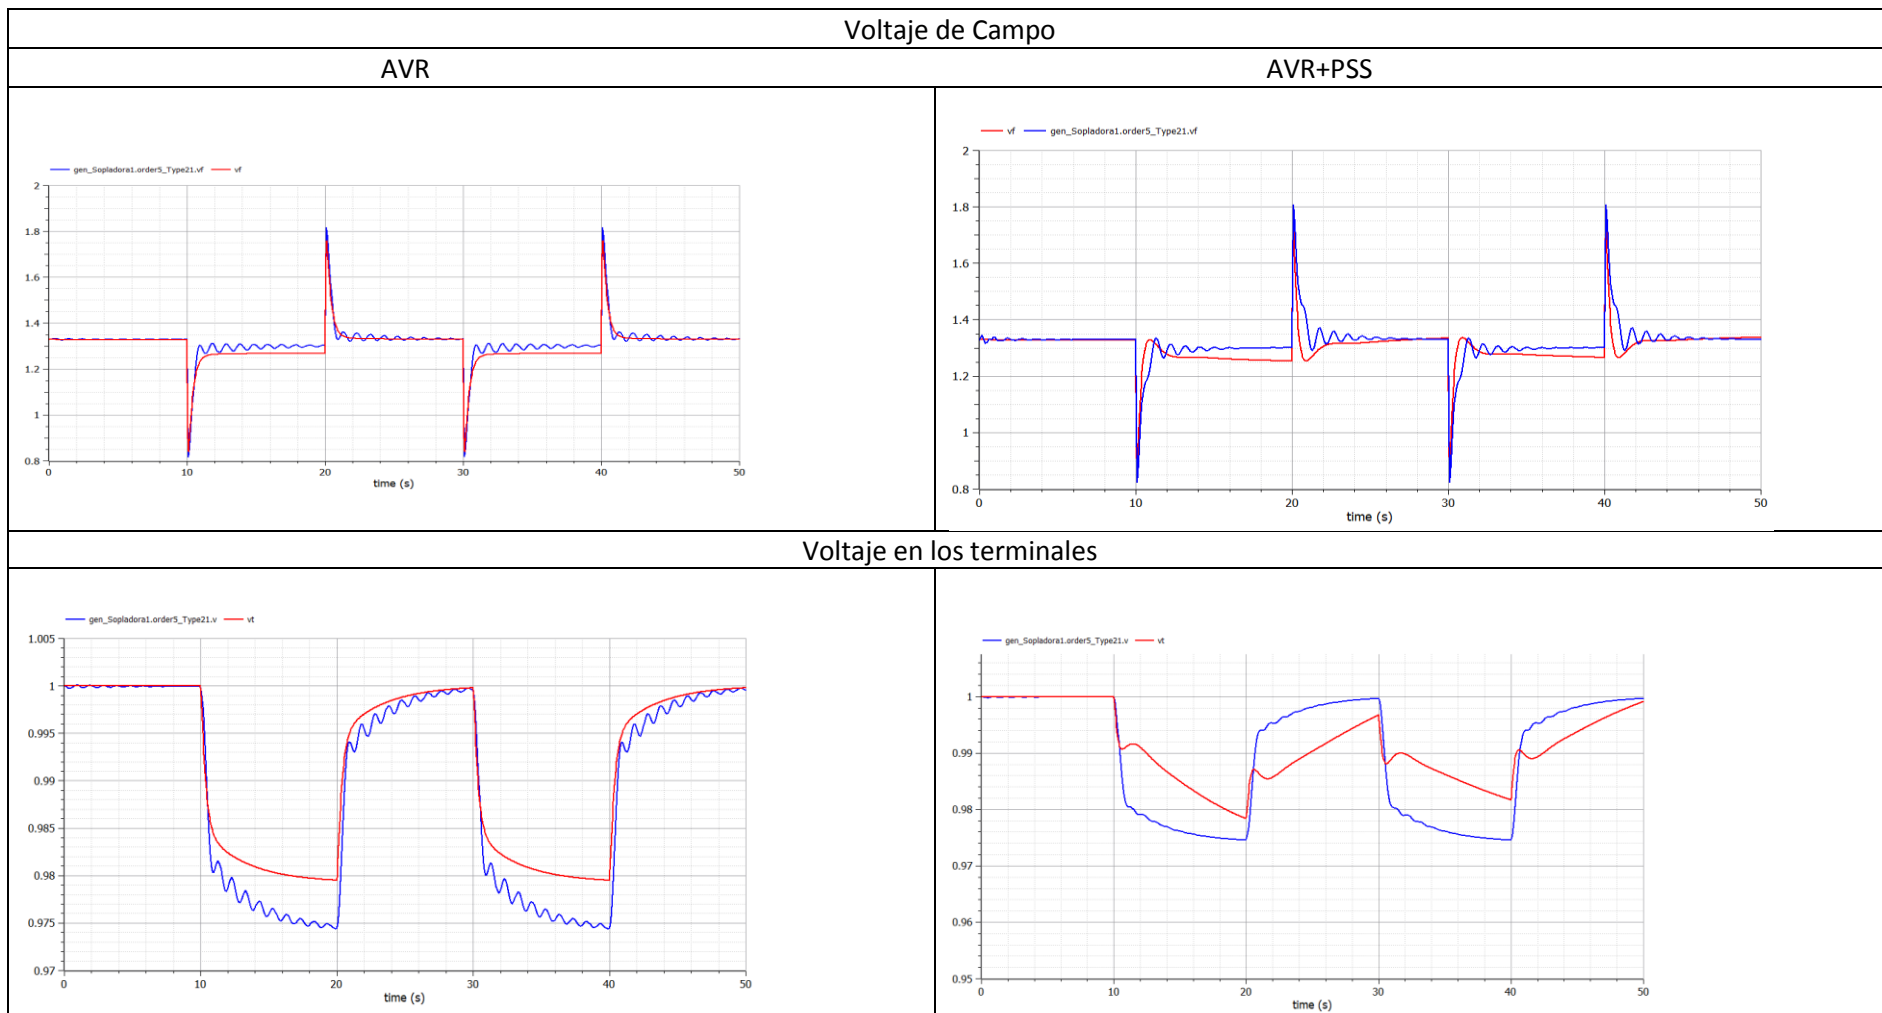 Voltaje de Campo
AVR
AVR+PSS
gen_Sopladora1.order5_Type21.vf vf
2
1.8
1.6
1.4
1.2
1
0.8
0 10 20 30 40 50
time (s)
vf gen_Sopladora1.order5_Type21.vf
2
1.8
1.6
1.4
1.2
1
0.8
0 10 20 30 40 50
time (s)
Voltaje en los terminales
gen_Sopladora1.order5_Type21.v vt
1.005
1
0.995
0.99
0.985
0.98
0.975
0.97
0 10 20 30 40 50
time (s)
gen_Sopladora1.order5_Type21.v vt
1
0.99
0.98
0.97
0.96
0.95
0 10 20 30 40 50
time (s)